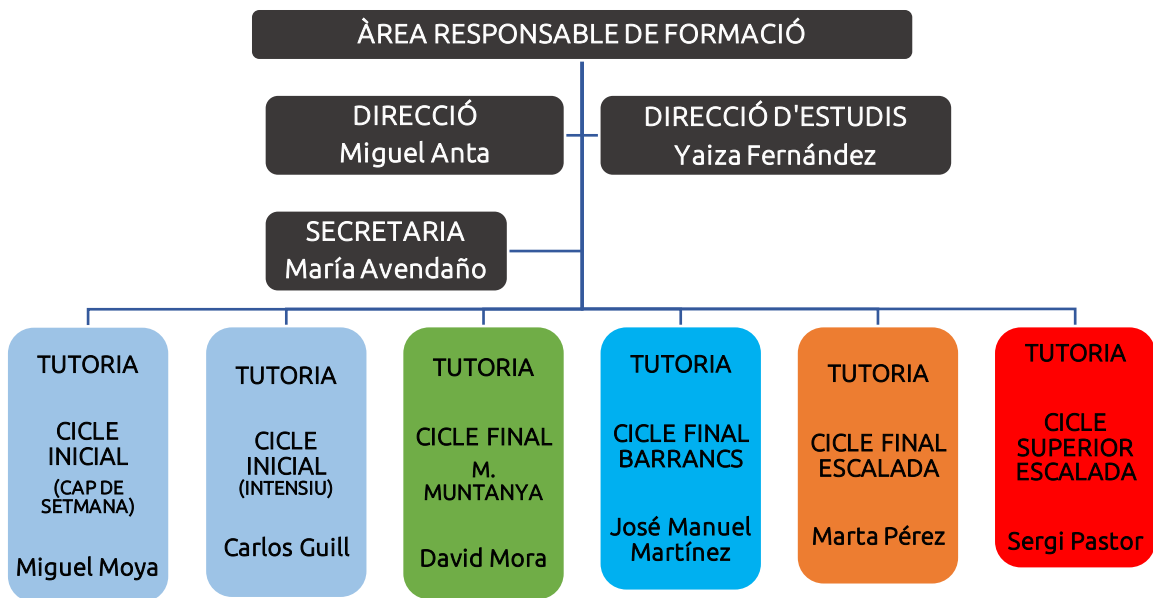 ÀREA RESPONSABLE DE FORMACIÓ
DIRECCIÓ
Miguel Anta
DIRECCIÓ D'ESTUDIS
Yaiza Fernández
SECRETARIA
María Avendaño
TUTORIA
CICLE
INICIAL
(CAP DE
SETMANA)
Miguel Moya
TUTORIA
CICLE
INICIAL
(INTENSIU)
Carlos Guill
TUTORIA
CICLE FINAL
M.
MUNTANYA
David Mora
TUTORIA
CICLE FINAL
BARRANCS
José Manuel
Martínez
TUTORIA
CICLE FINAL
ESCALADA
Marta Pérez
TUTORIA
CICLE
SUPERIOR
ESCALADA
Sergi Pastor